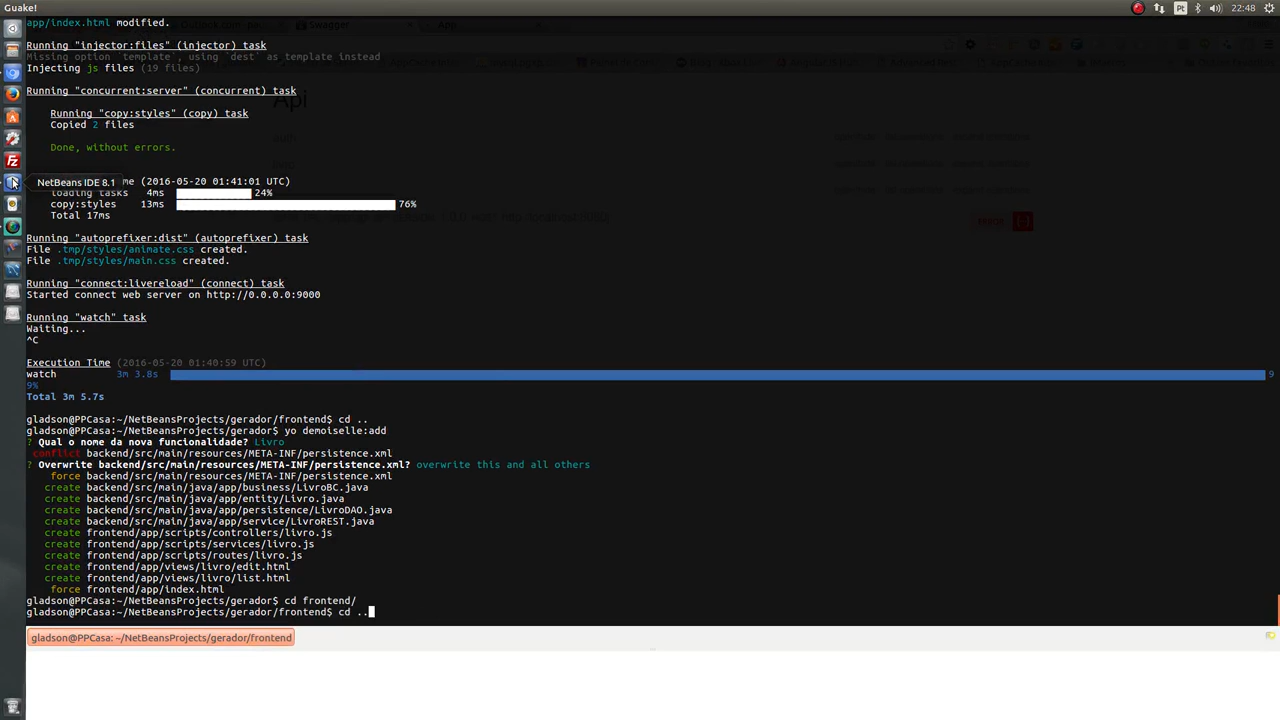 Guake!
Pt
22:48
app/index.html modified.
Swagger
App
Running "injector:files" (injector) task
Missing option `template`, using `dest` as template instead
Injecting js files (19 files)
Running "concurrent:server" (concurrent) task
Api
Running "copy:styles" (copy) task
Copied 2 files
Done, without errors.
NetBeans IDE 8.1
me (2016-05-20 01:41:01 UTC)
loading tasks 4ms 24%
copy:styles 13ms 76%
Total 17ms
Running "autoprefixer:dist" (autoprefixer) task
File .tmp/styles/animate.css created.
File .tmp/styles/main.css created.
Running "connect:livereload" (connect) task
Started connect web server on http://0.0.0.0:9000
Running "watch" task
Waiting...
^C
Execution Time (2016-05-20 01:40:59 UTC)
watch 3m 3.8s 9
9%
Total 3m 5.7s
gladson@PPCasa:~/NetBeansProjects/gerador/frontend$ cd ..
gladson@PPCasa:~/NetBeansProjects/gerador$ yo demoiselle:add
? Qual o nome da nova funcionalidade? Livro
conflict backend/src/main/resources/META-INF/persistence.xml
? Overwrite backend/src/main/resources/META-INF/persistence.xml? overwrite this and all others
force backend/src/main/resources/META-INF/persistence.xml
create backend/src/main/java/app/business/LivroBC.java
create backend/src/main/java/app/entity/Livro.java
create backend/src/main/java/app/persistence/LivroDAO.java
create backend/src/main/java/app/service/LivroREST.java
create frontend/app/scripts/controllers/livro.js
create frontend/app/scripts/services/livro.js
create frontend/app/scripts/routes/livro.js
create frontend/app/views/livro/edit.html
create frontend/app/views/livro/list.html
force frontend/app/index.html
gladson@PPCasa:~/NetBeansProjects/gerador$ cd frontend/
gladson@PPCasa:~/NetBeansProjects/gerador/frontend$ cd ..
gladson@PPCasa: ~/NetBeansProjects/gerador/frontend